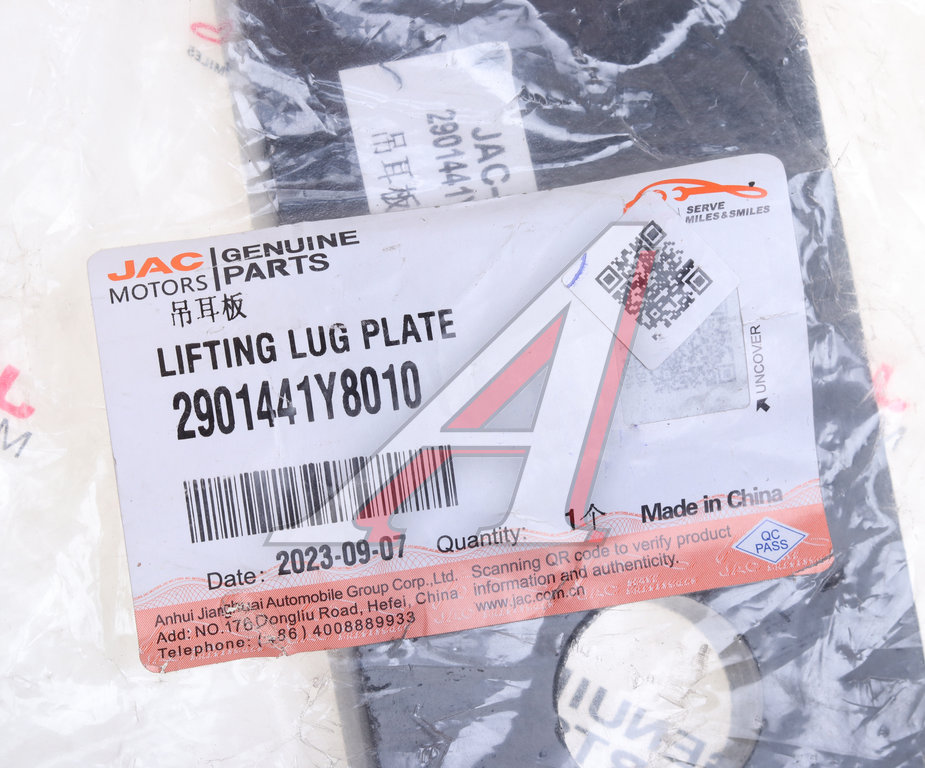 JAC-
2901441Y
吊耳板
SERVE
MILES&SMILES
JAC
MOTORS
GENUINE
PARTS
吊耳板
LIFTING LUG PLATE
2901441Y8010
UNCOVER
Date: 2023-09-07
Quantity: 1个
Made in China
Anhui Jianghuai Automobile Group Corp.,Ltd.
Add: NO.176 Dongliu Road, Hefei, China
Telephone: (+86) 4008889933
Scanning QR code to verify product
information and authenticity.
www.jac.com.cn
QC
PASS